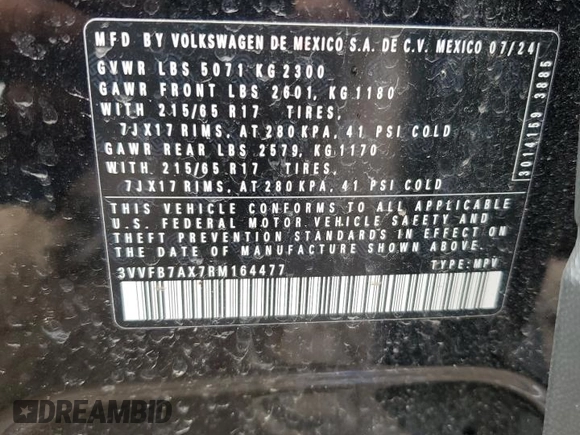 MFD BY VOLKSWAGEN DE MEXICO S.A. DE C.V. MEXICO 07/24
GVWR LBS 5071 KG 2300
GAWR FRONT LBS 2601, KG 1180
WITH 215/65 R17 TIRES,
7JX17 RIMS, AT 280 KPA, 41 PSI COLD
GAWR REAR LBS 2579, KG 1170
WITH. 215/65 R17 TIRES,
7JX17 RIMS, AT 280 KPA, 41 PSI COLD
THIS VEHICLE CONFORMS TO ALL APPLICABLE
U.S. FEDERAL MOTOR VEHICLE SAFETY AND
THEFT PREVENTION STANDARDS IN EFFECT ON
THE DATE OF MANUFACTURE SHOWN ABOVE.
3VVFB7AX7RM164477 TYPE: MPV
3014159 3885
DREAMBID